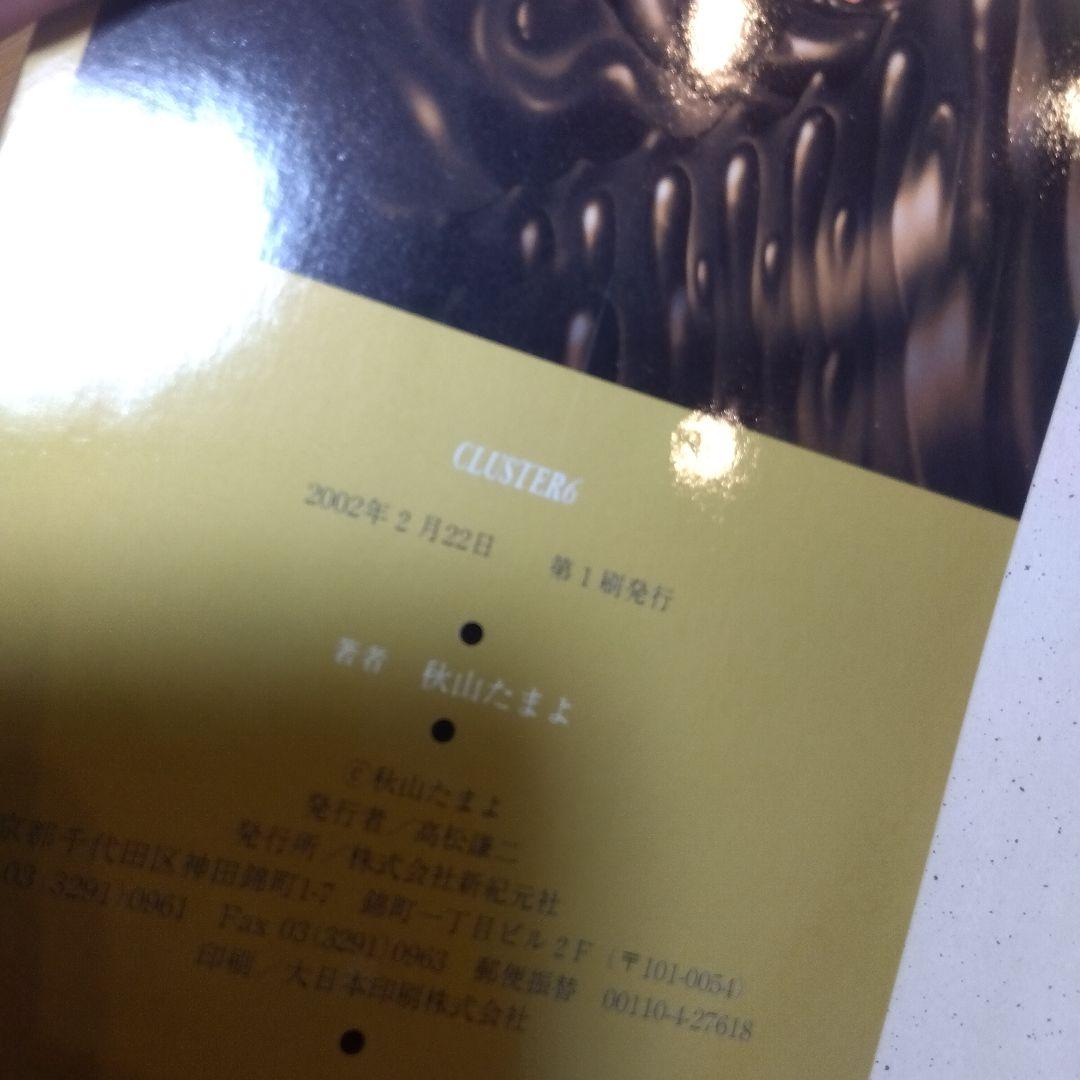 CLUSTER6
2002年2月22日　第1刷発行
著者　秋山たまよ
©秋山たまよ
発行者／高松謙二
発行所／株式会社新紀元社
京都千代田区神田錦町1-7　錦町一丁目ビル2F（〒101-0054）
03(3291)0961　Fax 03(3291)0963　郵便振替　00110-4-27618
印刷／大日本印刷株式会社